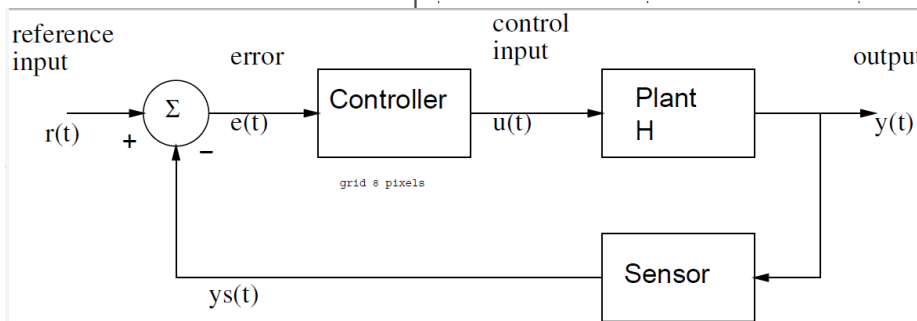 reference
input
error
control
input
output
Controller
Plant
H
Σ
r(t)
+
−
e(t)
u(t)
y(t)
grid 8 pixels
Sensor
ys(t)